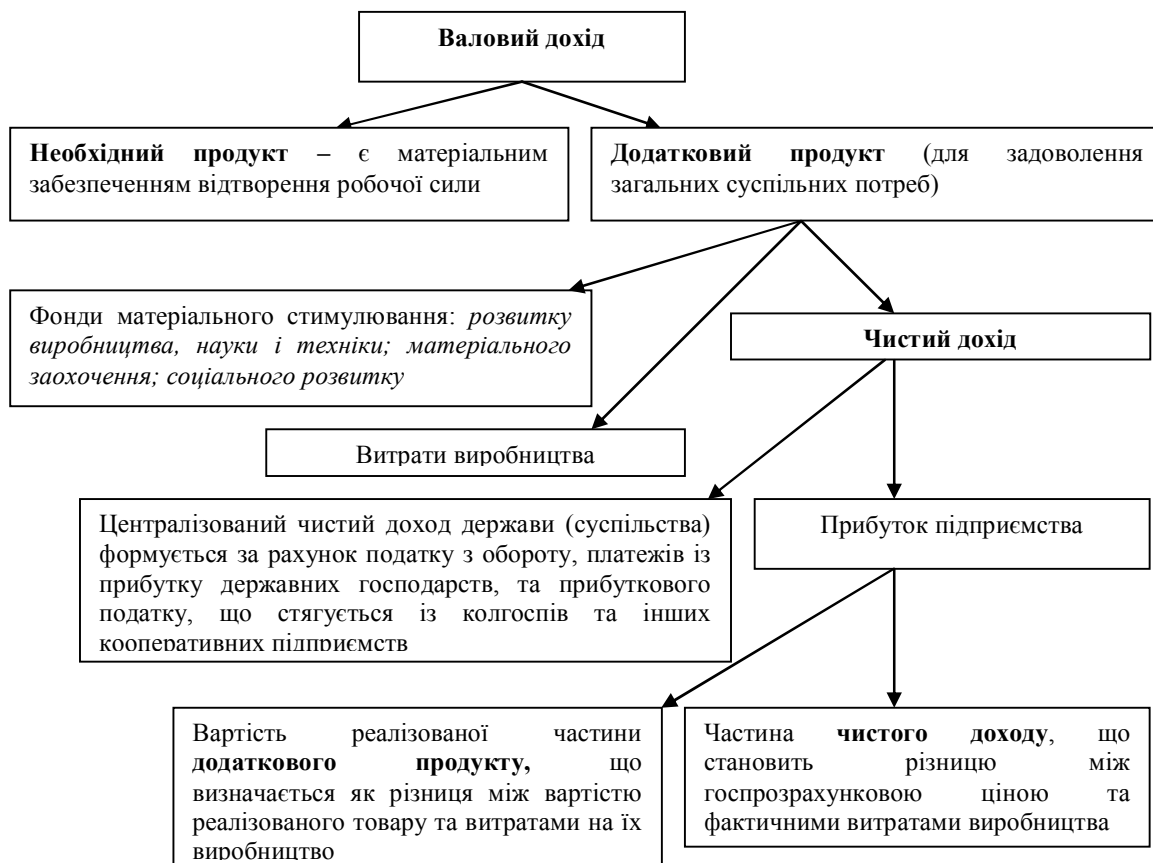 Валовий дохід
Необхідний продукт – є матеріальним
забезпеченням відтворення робочої сили
Додатковий продукт (для задоволення
загальних суспільних потреб)
Фонди матеріального стимулювання: розвитку
виробництва, науки і техніки; матеріального
заохочення; соціального розвитку
Чистий дохід
Витрати виробництва
Централізований чистий доход держави (суспільства)
формується за рахунок податку з обороту, платежів із
прибутку державних господарств, та прибуткового
податку, що стягується із колгоспів та інших
кооперативних підприємств
Прибуток підприємства
Вартість реалізованої частини
додаткового продукту, що
визначається як різниця між вартістю
реалізованого товару та витратами на їх
виробництво
Частина чистого доходу, що
становить різницю між
госпрозрахунковою ціною та
фактичними витратами виробництва